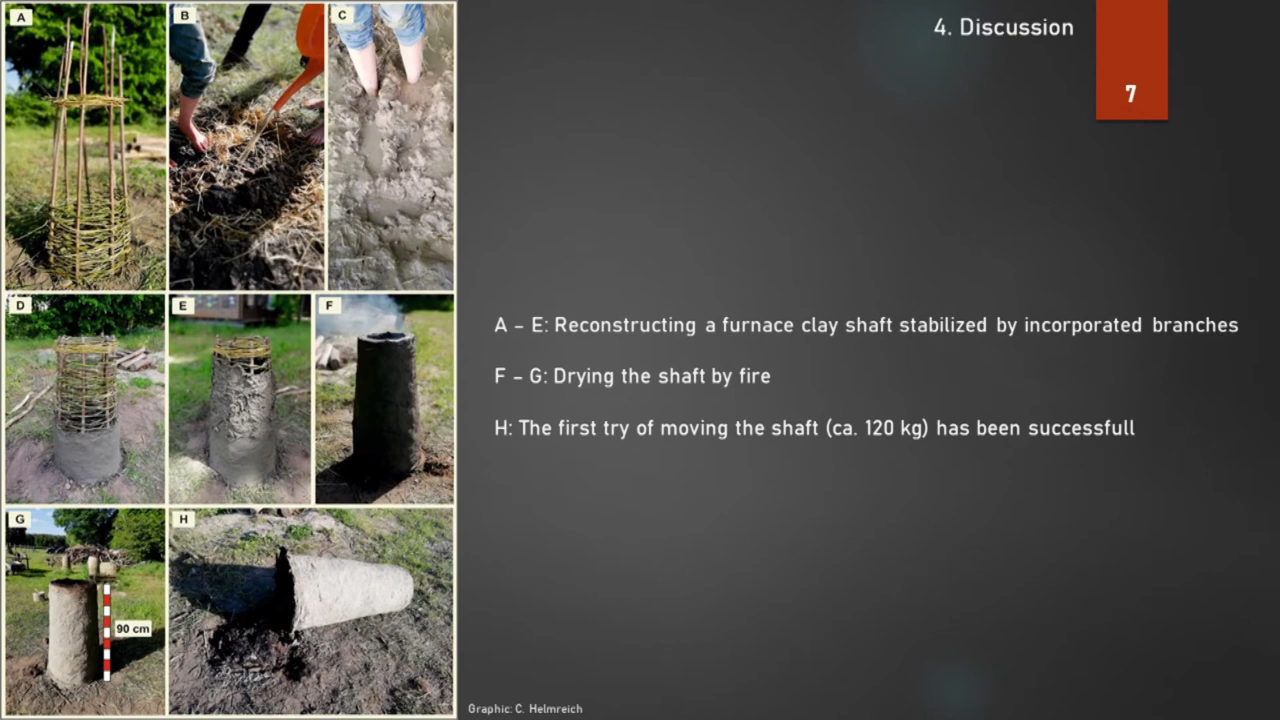 4. Discussion
7
A
B
C
D
E
F
G
H
90 cm
A – E: Reconstructing a furnace clay shaft stabilized by incorporated branches
F – G: Drying the shaft by fire
H: The first try of moving the shaft (ca. 120 kg) has been successfull
Graphic: C. Helmreich